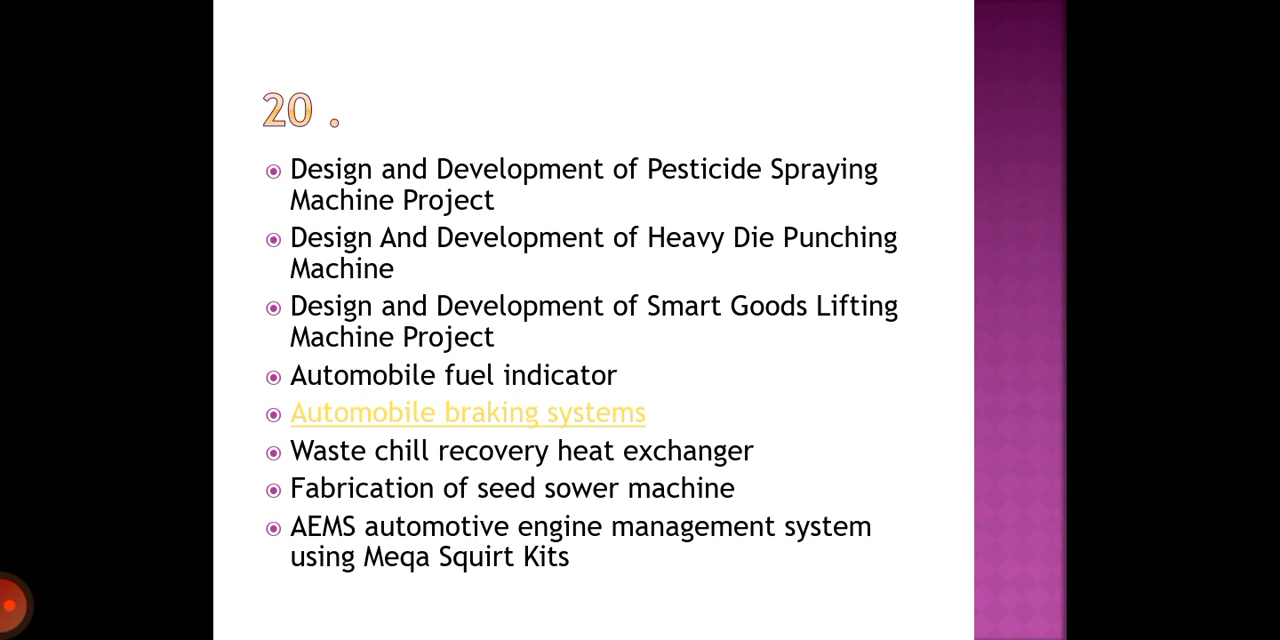 20 .
Design and Development of Pesticide Spraying
Machine Project
Design And Development of Heavy Die Punching
Machine
Design and Development of Smart Goods Lifting
Machine Project
Automobile fuel indicator
Automobile braking systems
Waste chill recovery heat exchanger
Fabrication of seed sower machine
AEMS automotive engine management system
using Meqa Squirt Kits